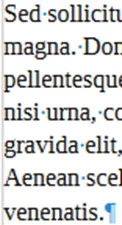 Sed sollicitu
magna. Don
pellentesque
nisi urna, co
gravida elit,
Aenean scel
venenatis.¶